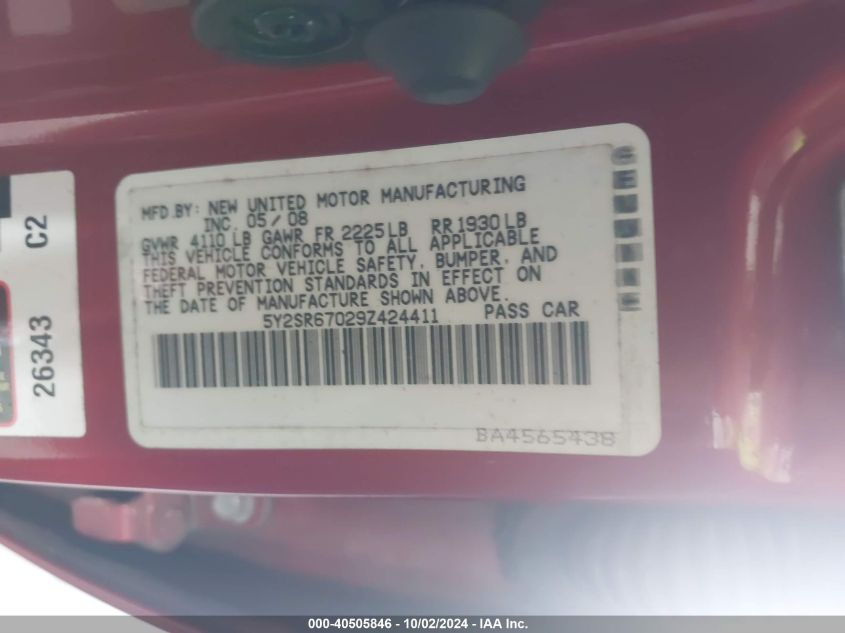 MFD BY: NEW UNITED MOTOR MANUFACTURING
INC. 05/08
GVWR 4110 LB GAWR FR 2225 LB RR 1930 LB
THIS VEHICLE CONFORMS TO ALL APPLICABLE
FEDERAL MOTOR VEHICLE SAFETY, BUMPER, AND
THEFT PREVENTION STANDARDS IN EFFECT ON
THE DATE OF MANUFACTURE SHOWN ABOVE.
5Y2SR67029Z424411 PASS CAR
BA4565438
GENUINE
26343 C2
000-40505846 - 10/02/2024 - IAA Inc.